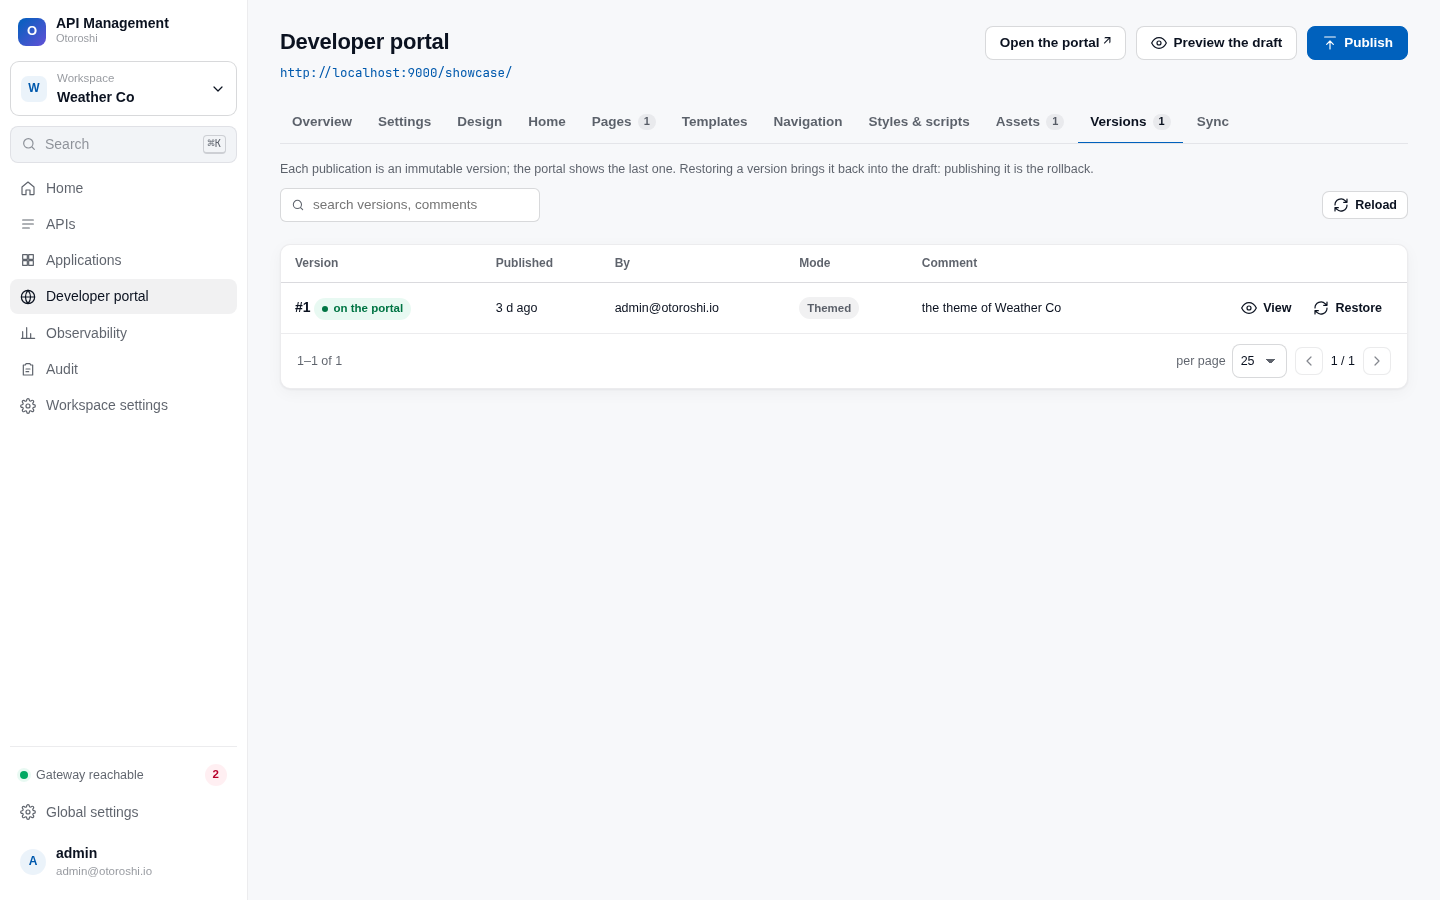 O
API Management
Otoroshi
W
Workspace
Weather Co
Search
⌘K
Home
APIs
Applications
Developer portal
Observability
Audit
Workspace settings
Gateway reachable
2
Global settings
A
admin
admin@otoroshi.io
Developer portal
http://localhost:9000/showcase/
Open the portal
Preview the draft
Publish
Overview Settings Design Home Pages 1 Templates Navigation Styles & scripts Assets 1 Versions 1 Sync
Each publication is an immutable version; the portal shows the last one. Restoring a version brings it back into the draft: publishing it is the rollback.
search versions, comments
Reload
Version Published By Mode Comment
#1 on the portal 3 d ago admin@otoroshi.io Themed the theme of Weather Co View Restore
1–1 of 1 per page 25 1 / 1